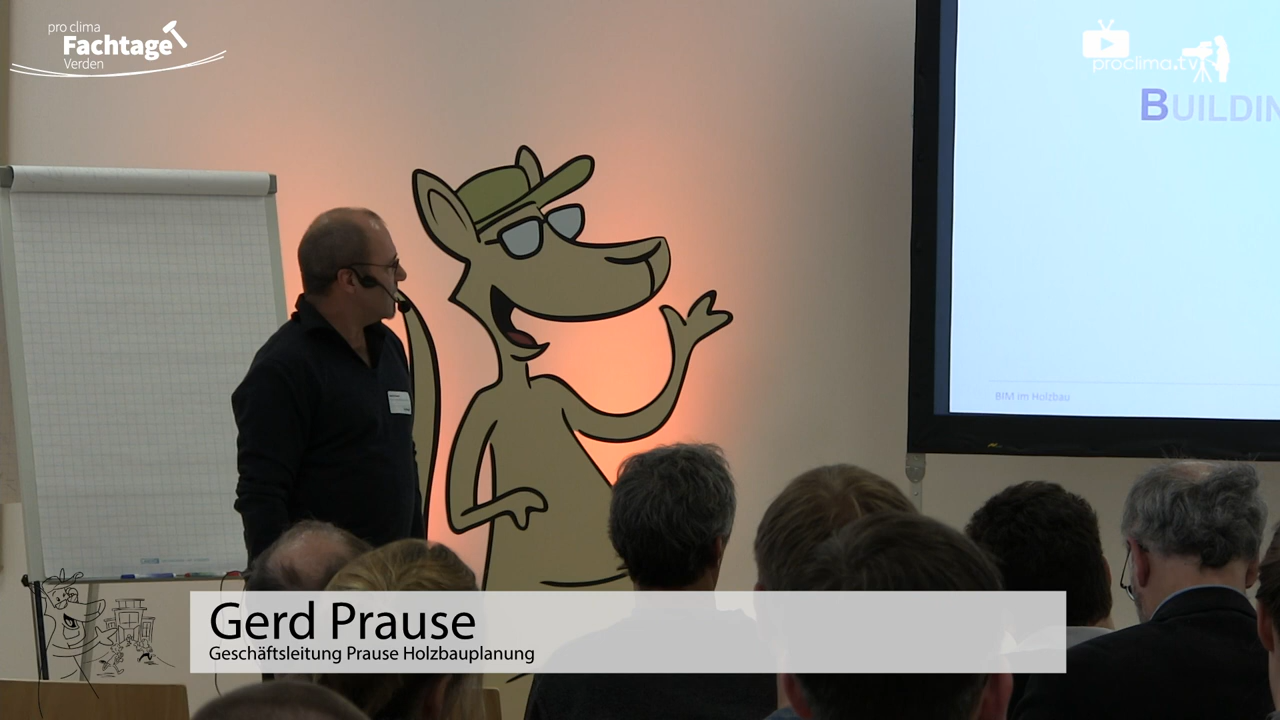 pro clima
Fachtage
Verden
proclima.tv
BUILDIN
BIM im Holzbau
Gerd Prause
Geschäftsleitung Prause Holzbauplanung